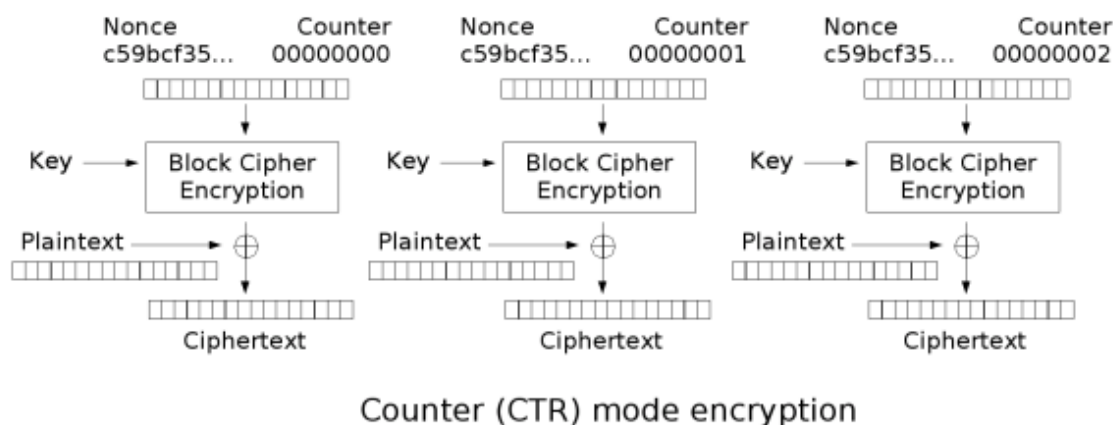 Nonce Counter Nonce Counter Nonce Counter
c59bcf35... 00000000 c59bcf35... 00000001 c59bcf35... 00000002
Key Block Cipher Encryption Key Block Cipher Encryption Key Block Cipher Encryption
Plaintext Plaintext Plaintext
Ciphertext Ciphertext Ciphertext
Counter (CTR) mode encryption